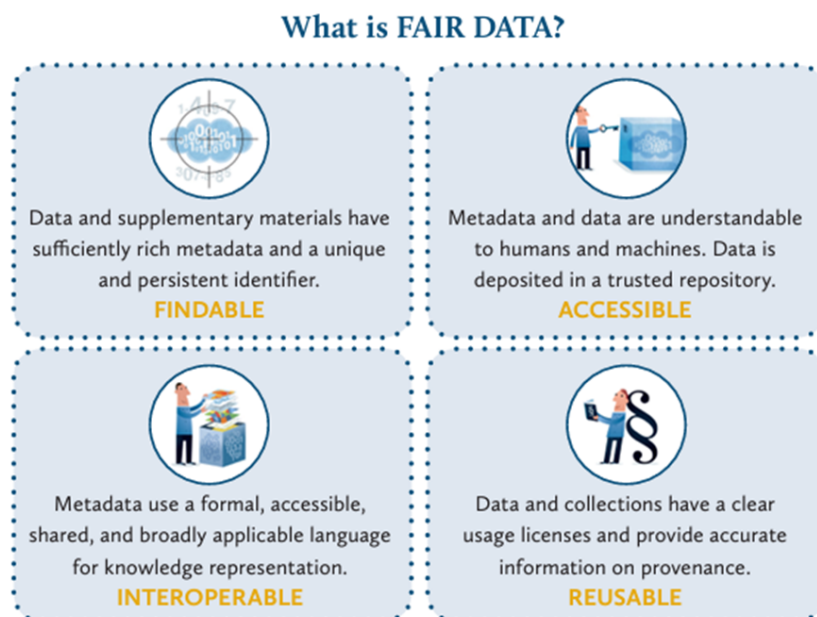 What is FAIR DATA?
Data and supplementary materials have
sufficiently rich metadata and a unique
and persistent identifier.
FINDABLE
Metadata and data are understandable
to humans and machines. Data is
deposited in a trusted repository.
ACCESSIBLE
Metadata use a formal, accessible,
shared, and broadly applicable language
for knowledge representation.
INTEROPERABLE
Data and collections have a clear
usage licenses and provide accurate
information on provenance.
REUSABLE